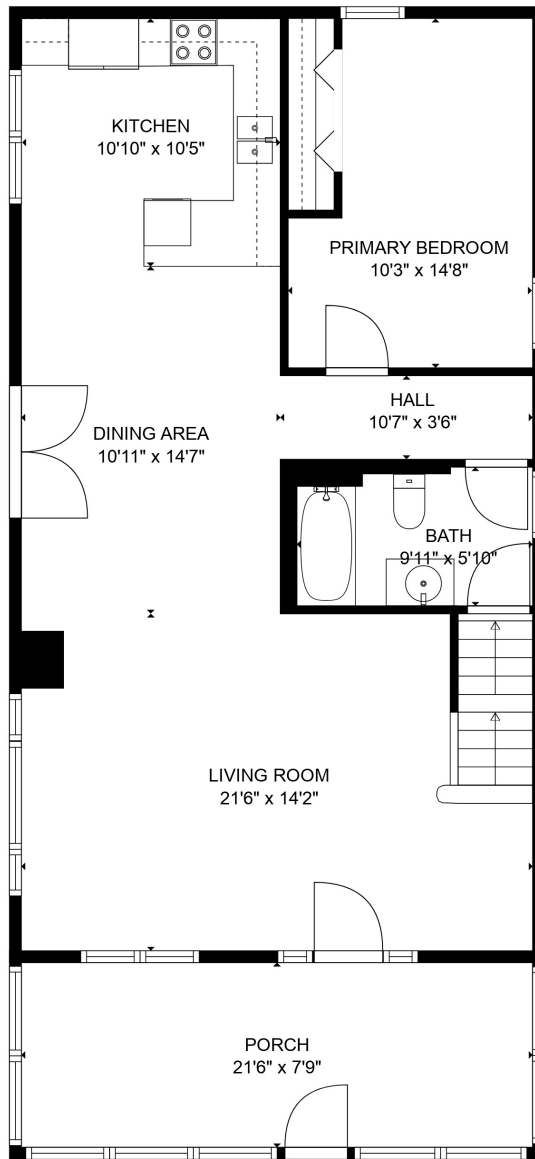 KITCHEN
10'10" x 10'5"
PRIMARY BEDROOM
10'3" x 14'8"
HALL
10'7" x 3'6"
DINING AREA
10'11" x 14'7"
BATH
9'11" x 5'10"
LIVING ROOM
21'6" x 14'2"
PORCH
21'6" x 7'9"